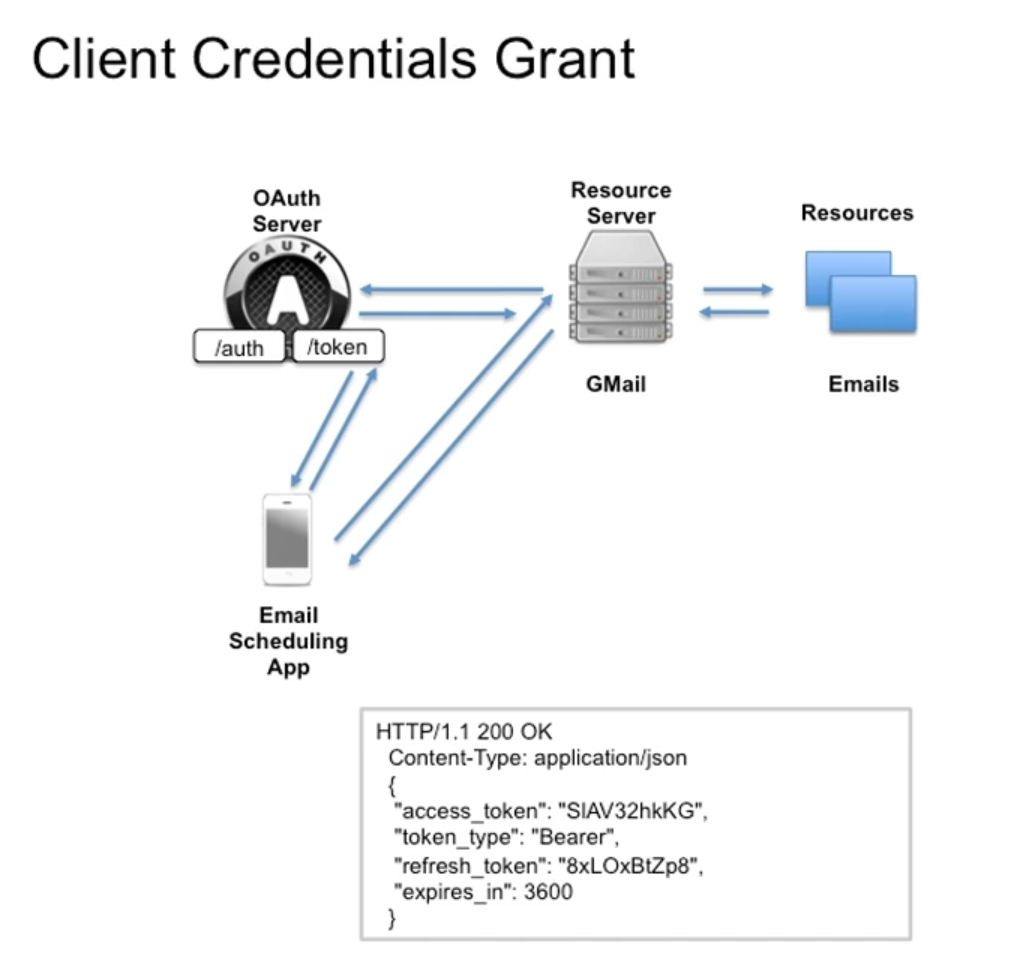 Client Credentials Grant
OAuth
Server
OAUTH
A
/auth
/token
Resource
Server
GMail
Resources
Emails
Email
Scheduling
App
HTTP/1.1 200 OK
Content-Type: application/json
{
"access_token": "SlAV32hkKG",
"token_type": "Bearer",
"refresh_token": "8xLOxBtZp8",
"expires_in": 3600
}